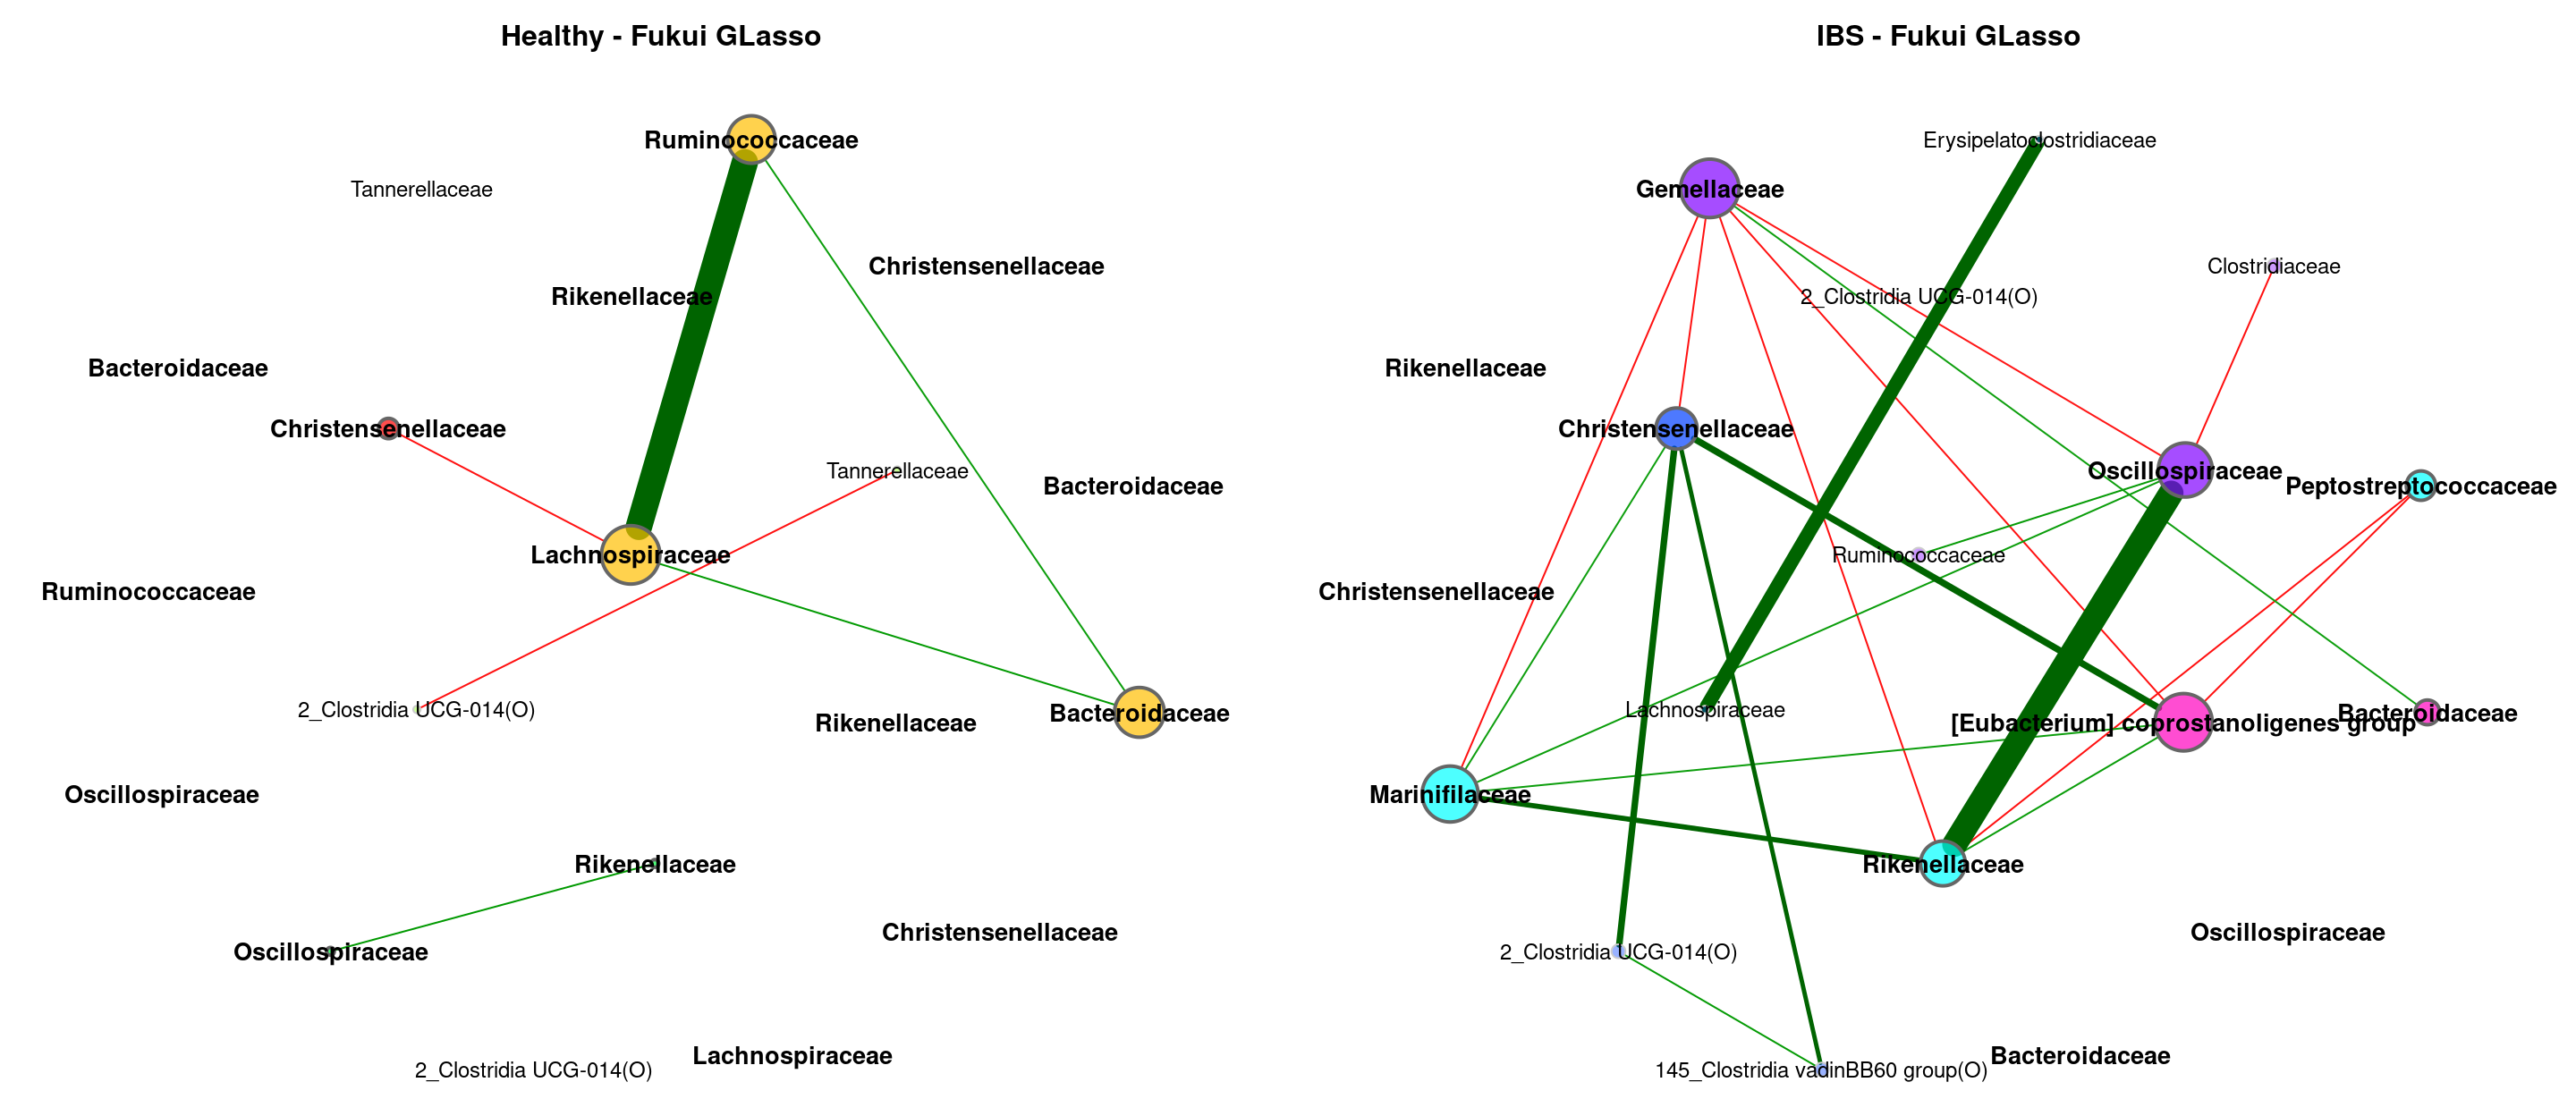 Healthy - Fukui GLasso
Ruminococcaceae
Tannerellaceae
Christensenellaceae
Rikenellaceae
Bacteroidaceae
Christensenellaceae
Tannerellaceae
Bacteroidaceae
Lachnospiraceae
Ruminococcaceae
2_Clostridia UCG-014(O)
Rikenellaceae
Bacteroidaceae
Oscillospiraceae
Rikenellaceae
Christensenellaceae
Oscillospiraceae
Lachnospiraceae
2_Clostridia UCG-014(O)
IBS - Fukui GLasso
Erysipelatoclostridiaceae
Gemellaceae
Clostridiaceae
2_Clostridia UCG-014(O)
Rikenellaceae
Christensenellaceae
Oscillospiraceae
Peptostreptococcaceae
Ruminococcaceae
Christensenellaceae
Lachnospiraceae
[Eubacterium] coprostanoligenes group
Bacteroidaceae
Marinifilaceae
Rikenellaceae
Oscillospiraceae
2_Clostridia UCG-014(O)
Bacteroidaceae
145_Clostridia vadinBB60 group(O)